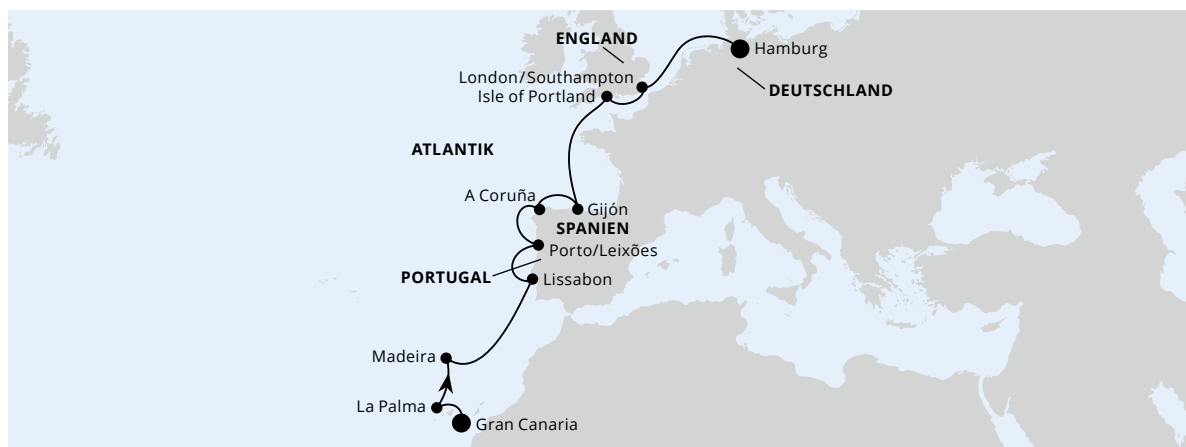 ENGLAND
Hamburg
London/Southampton
DEUTSCHLAND
Isle of Portland
ATLANTIK
A Coruña
Gijón
SPANIEN
Porto/Leixões
PORTUGAL
Lissabon
Madeira
La Palma
Gran Canaria